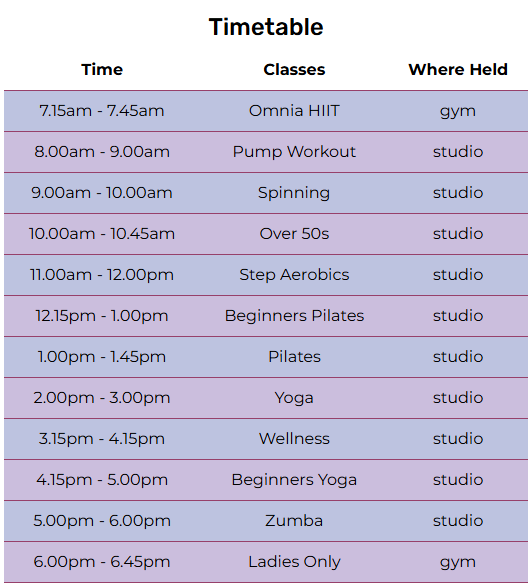 Timetable
Time Classes Where Held
7.15am - 7.45am Omnia HIIT gym
8.00am - 9.00am Pump Workout studio
9.00am - 10.00am Spinning studio
10.00am - 10.45am Over 50s studio
11.00am - 12.00pm Step Aerobics studio
12.15pm - 1.00pm Beginners Pilates studio
1.00pm - 1.45pm Pilates studio
2.00pm - 3.00pm Yoga studio
3.15pm - 4.15pm Wellness studio
4.15pm - 5.00pm Beginners Yoga studio
5.00pm - 6.00pm Zumba studio
6.00pm - 6.45pm Ladies Only gym